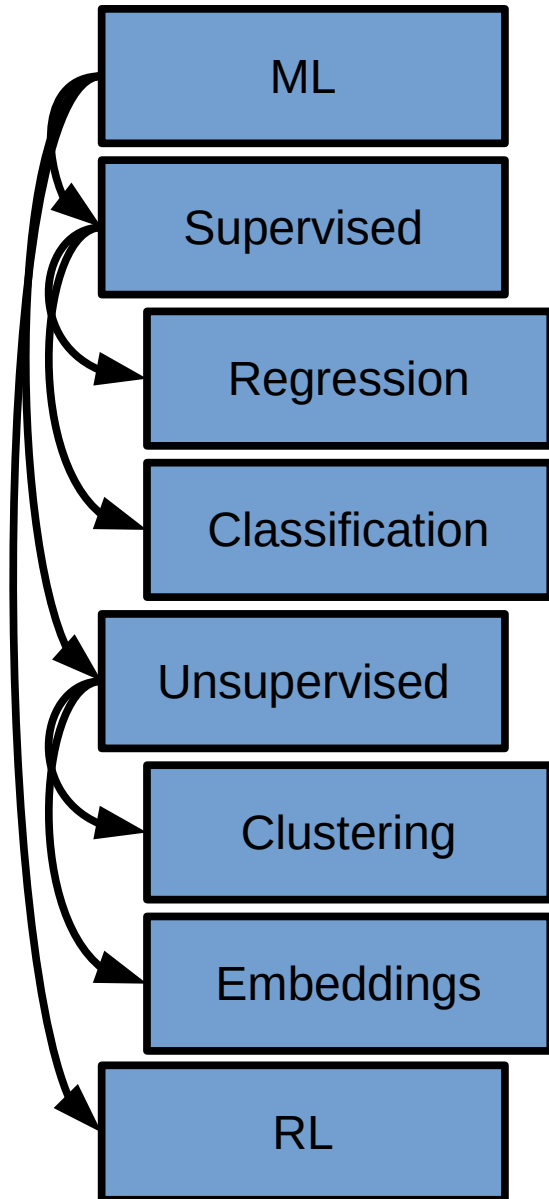 ML
Supervised
Regression
Classification
Unsupervised
Clustering
Embeddings
RL